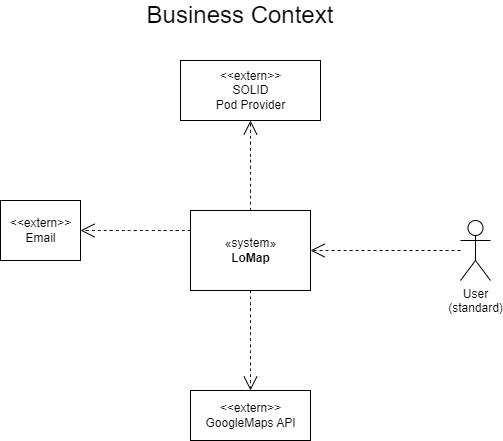 Business Context
<<extern>>
SOLID
Pod Provider
<<extern>>
Email
«system»
LoMap
User
(standard)
<<extern>>
GoogleMaps API